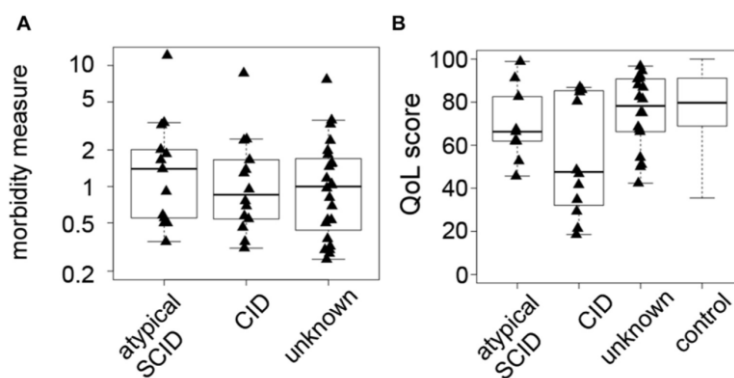 A
morbidity measure
10
5
2
1
0.5
0.2
atypical
SCID
CID
unknown
B
QoL score
100
80
60
40
20
0
atypical
SCID
CID
unknown
control